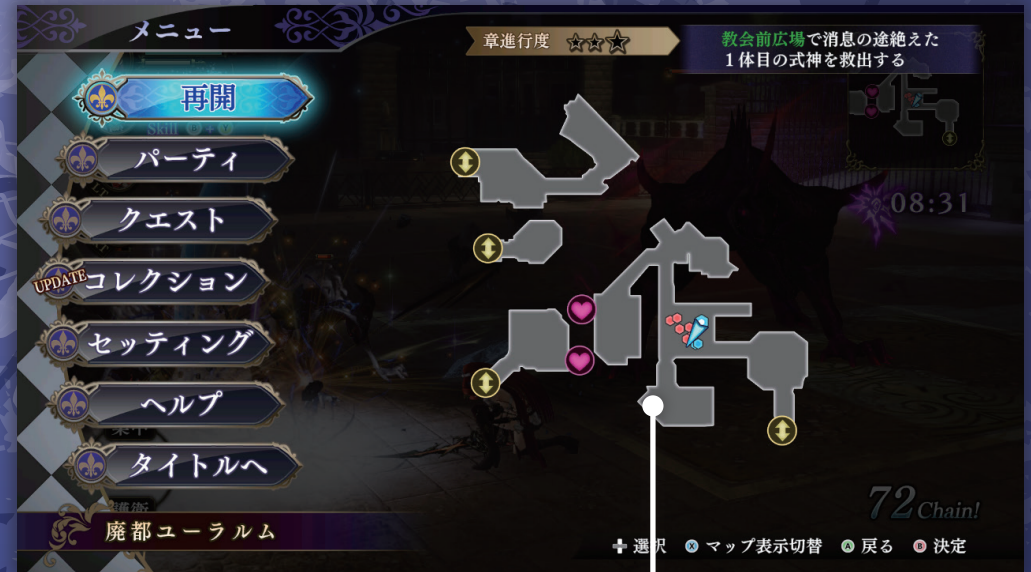 メニュー
章進行度
教会前広場で消息の途絶えた
1体目の式神を救出する
再開
Skill
パーティ
クエスト
08:31
UPDATE コレクション
セッティング
ヘルプ
タイトルへ
72 Chain!
廃都ユーラルム
選択 X マップ表示切替 A 戻る B 決定